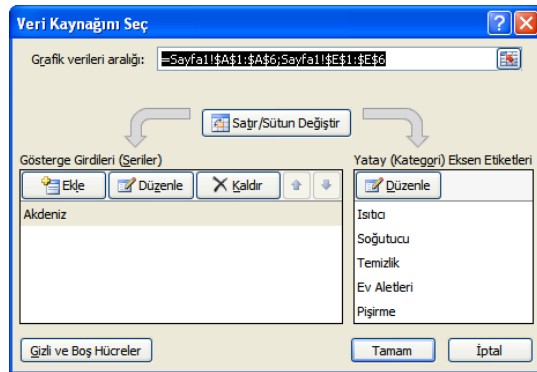 Veri Kaynağını Seç
Grafik verileri aralığı: =Sayfa1!$A$1:$A$6;Sayfa1!$E$1:$E$6
Satır/Sütun Değiştir
Gösterge Girdileri (Seriler)
Ekle Düzenle Kaldır
Akdeniz
Yatay (Kategori) Eksen Etiketleri
Düzenle
Isıtıcı
Soğutucu
Temizlik
Ev Aletleri
Pişirme
Gizli ve Boş Hücreler
Tamam İptal